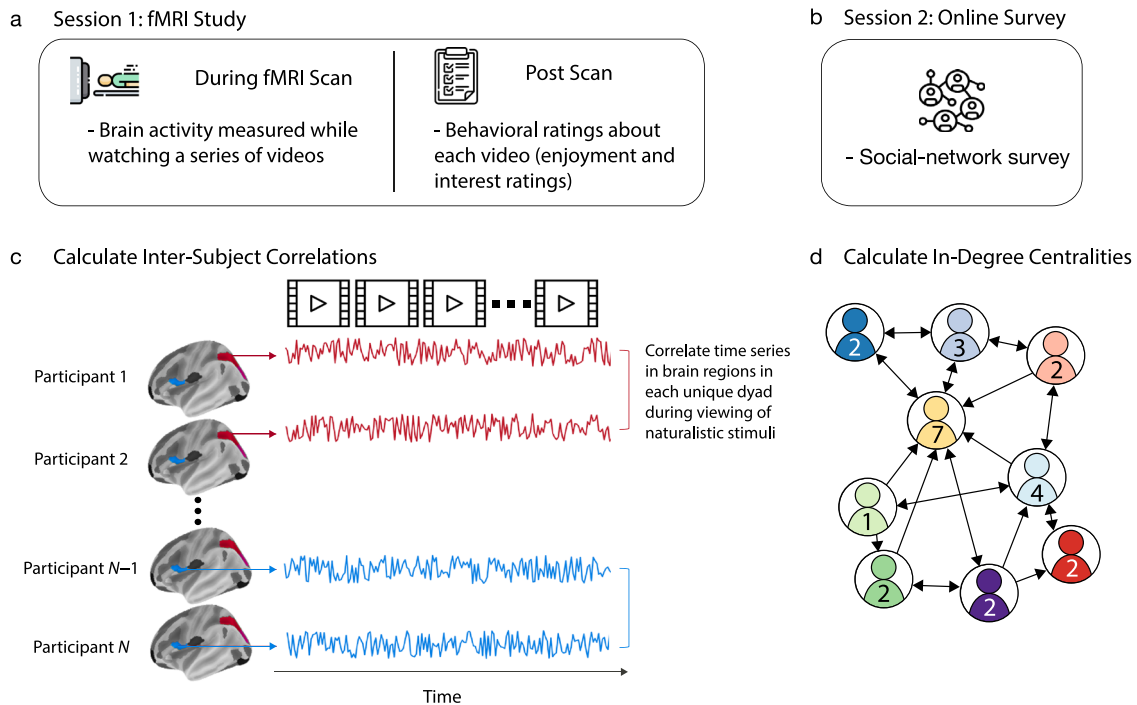 a Session 1: fMRI Study
During fMRI Scan
- Brain activity measured while
watching a series of videos
Post Scan
- Behavioral ratings about
each video (enjoyment and
interest ratings)
b Session 2: Online Survey
- Social-network survey
c Calculate Inter-Subject Correlations
Participant 1
Participant 2
Participant N−1
Participant N
Correlate time series
in brain regions in
each unique dyad
during viewing of
naturalistic stimuli
Time
d Calculate In-Degree Centralities
2
3
2
7
4
1
2
2
2